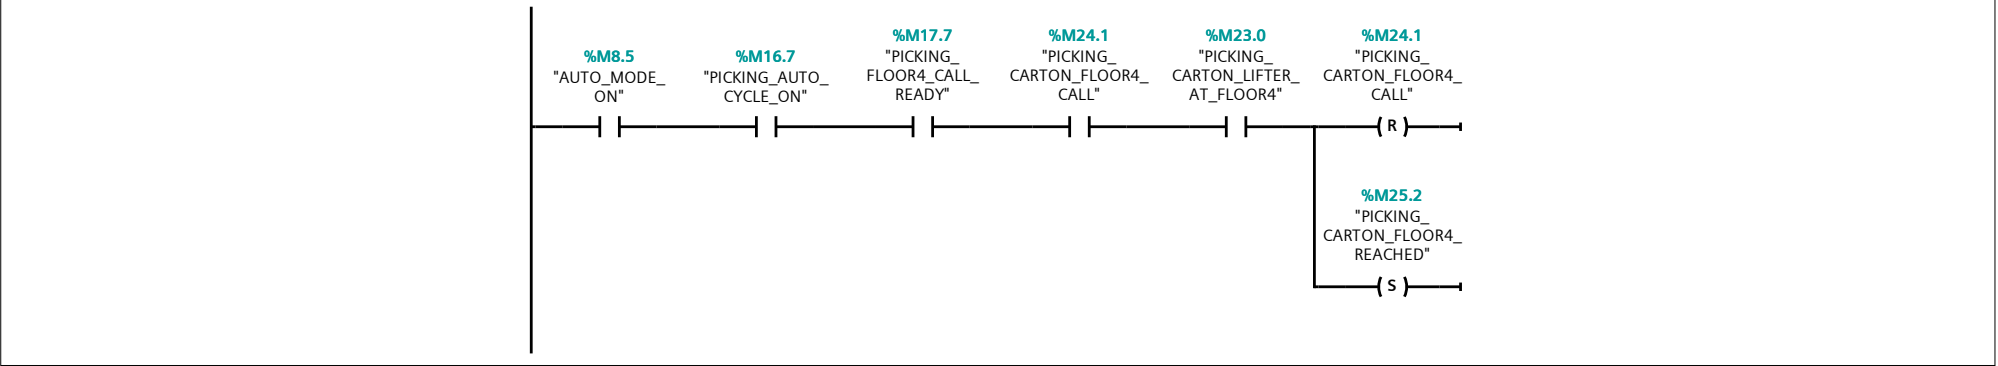 %M8.5
"AUTO_MODE_
ON"
%M16.7
"PICKING_AUTO_
CYCLE_ON"
%M17.7
"PICKING_
FLOOR4_CALL_
READY"
%M24.1
"PICKING_
CARTON_FLOOR4_
CALL"
%M23.0
"PICKING_
CARTON_LIFTER_
AT_FLOOR4"
%M24.1
"PICKING_
CARTON_FLOOR4_
CALL"
R
%M25.2
"PICKING_
CARTON_FLOOR4_
REACHED"
S